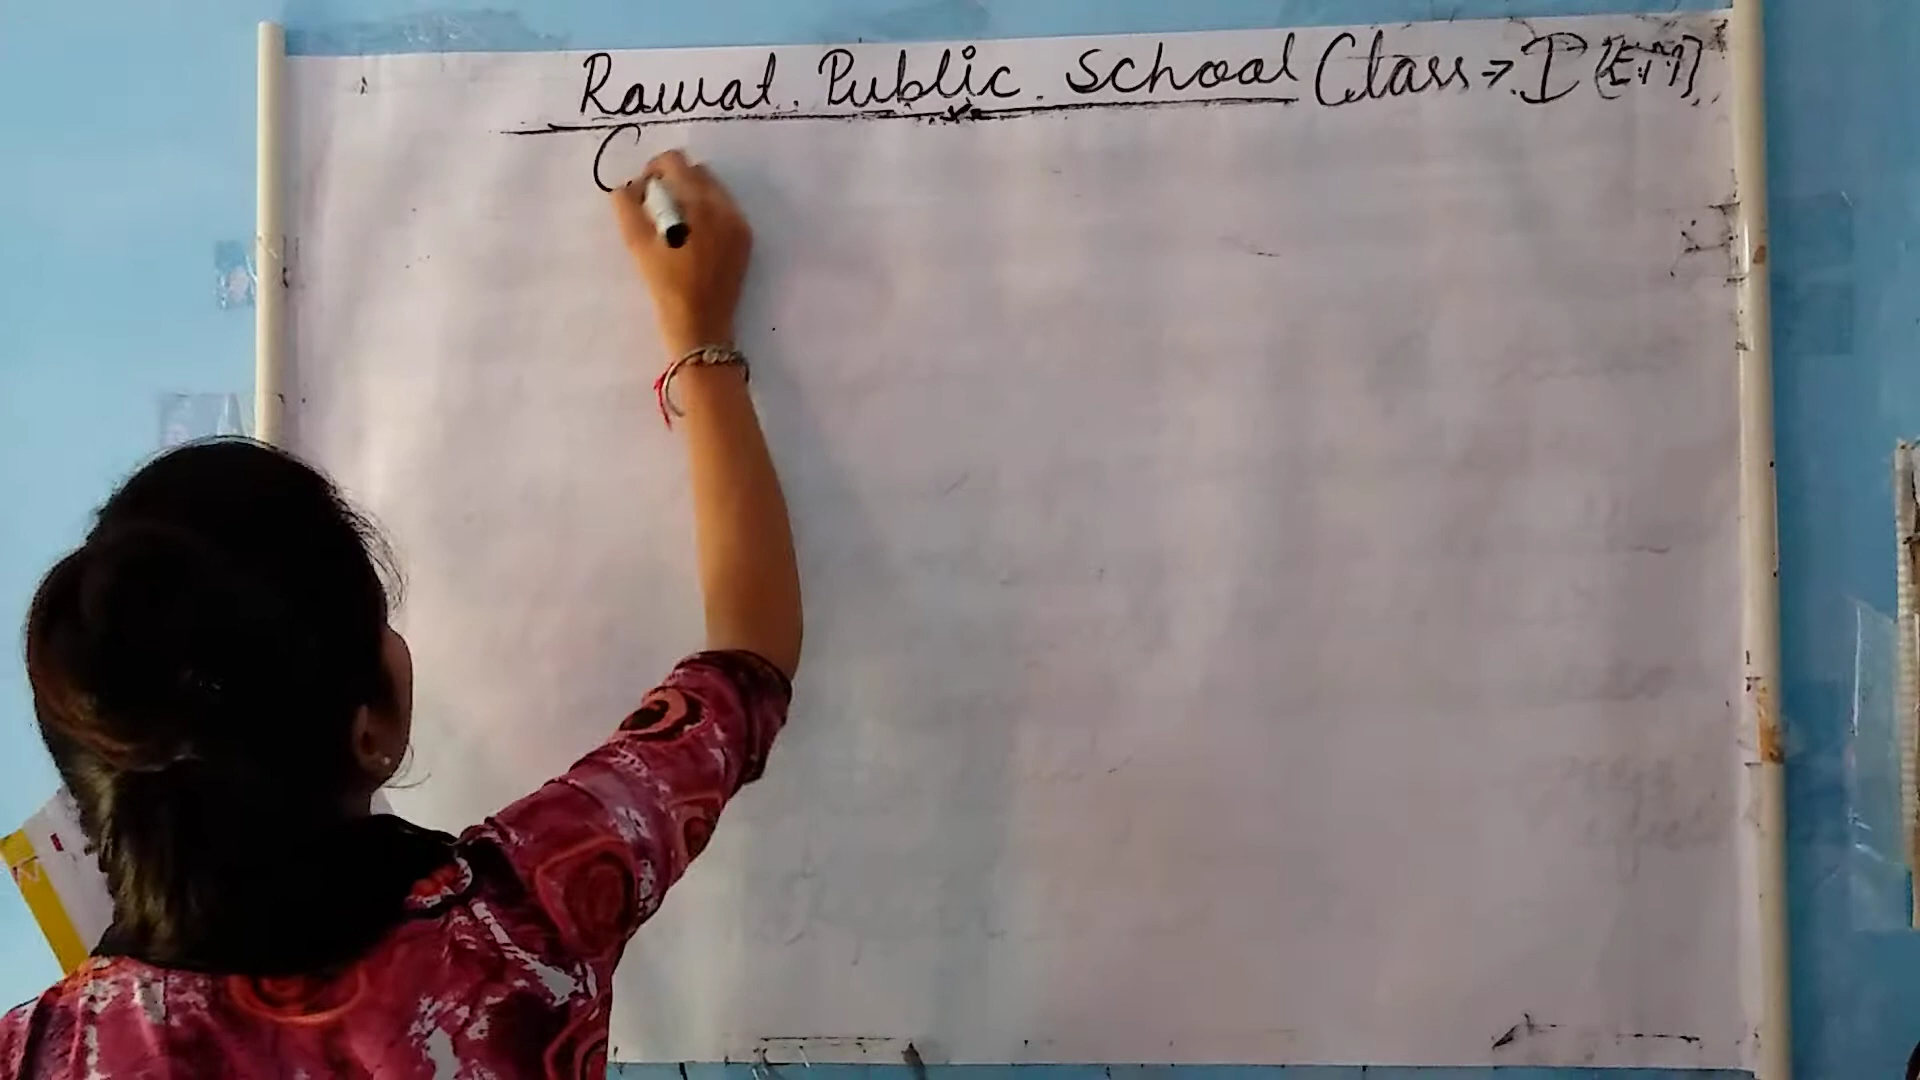 Rawat Public School Class ⇒ I [E.M]
C